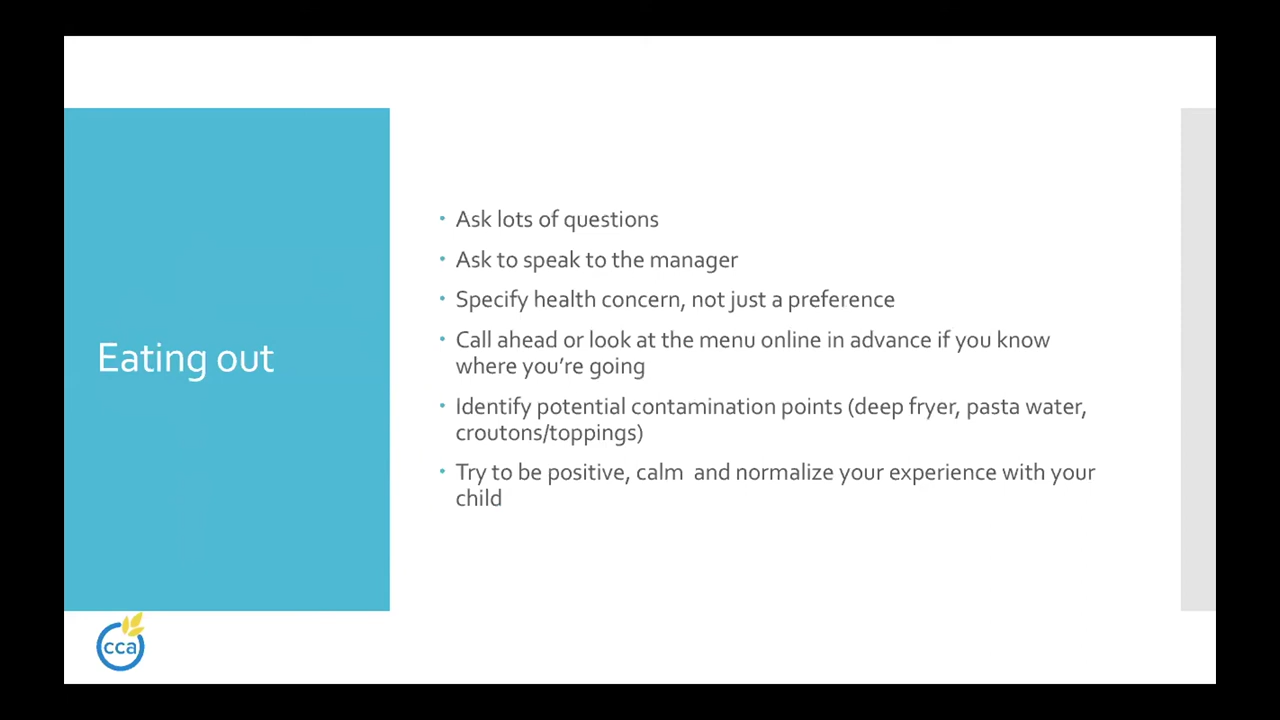 Eating out
• Ask lots of questions
• Ask to speak to the manager
• Specify health concern, not just a preference
• Call ahead or look at the menu online in advance if you know
where you’re going
• Identify potential contamination points (deep fryer, pasta water,
croutons/toppings)
• Try to be positive, calm  and normalize your experience with your
child
cca